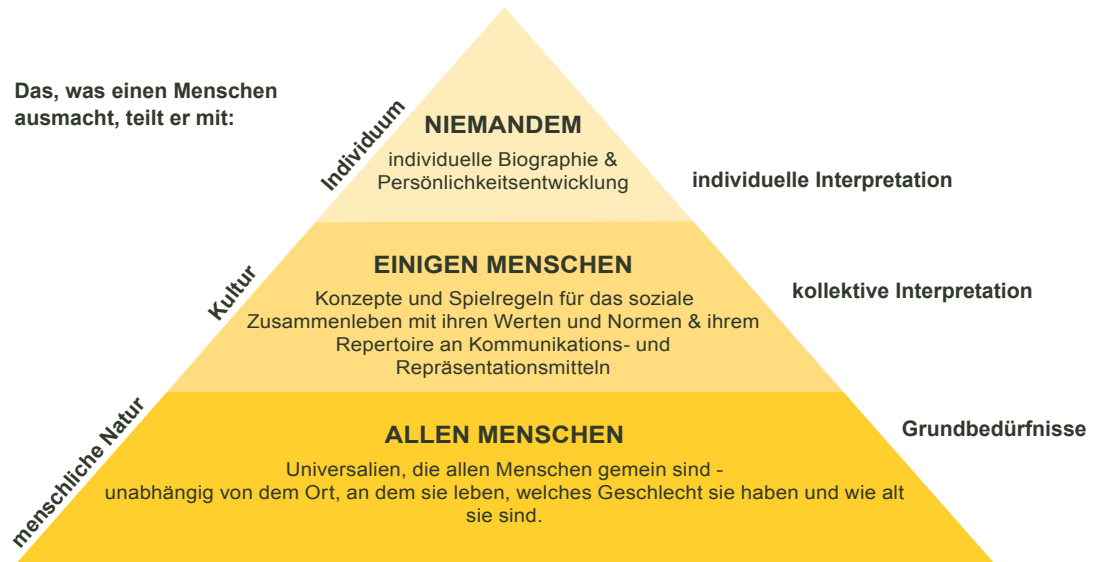 Das, was einen Menschen
ausmacht, teilt er mit:
Individuum
NIEMANDEM
individuelle Biographie &
Persönlichkeitsentwicklung
individuelle Interpretation
Kultur
EINIGEN MENSCHEN
Konzepte und Spielregeln für das soziale
Zusammenleben mit ihren Werten und Normen & ihrem
Repertoire an Kommunikations- und
Repräsentationsmitteln
kollektive Interpretation
menschliche Natur
ALLEN MENSCHEN
Universalien, die allen Menschen gemein sind -
unabhängig von dem Ort, an dem sie leben, welches Geschlecht sie haben und wie alt
sie sind.
Grundbedürfnisse